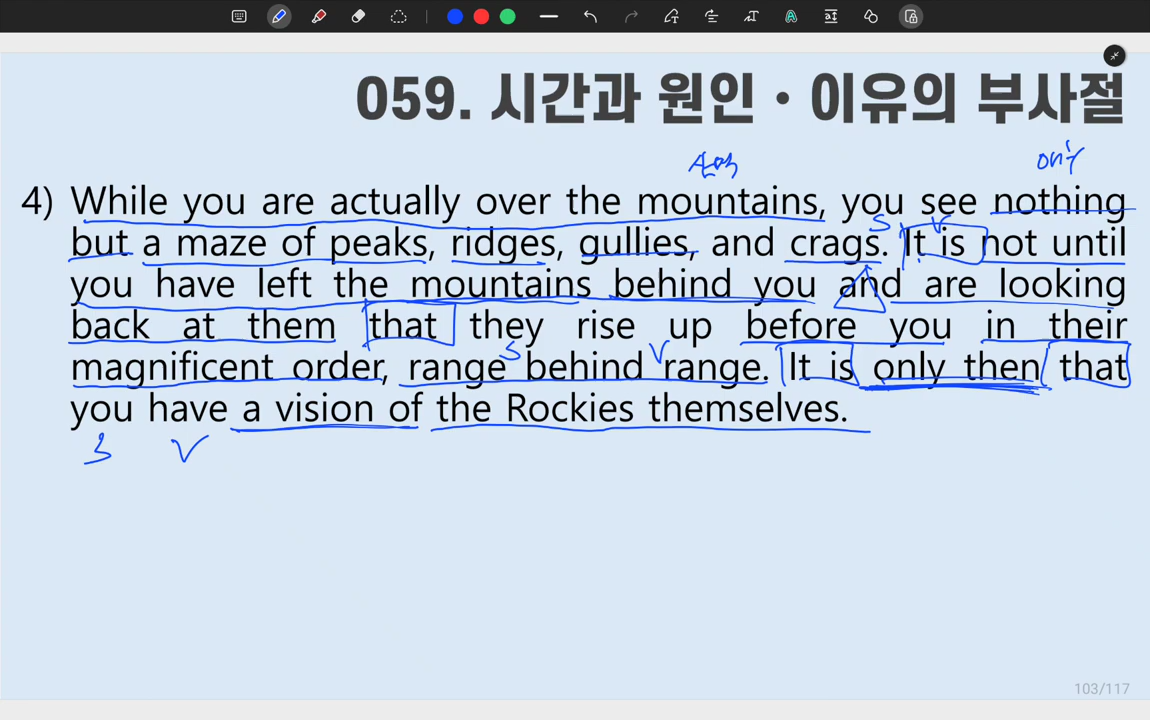 059. 시간과 원인·이유의 부사절
only
4) While you are actually over the mountains, you see nothing
S V
but a maze of peaks, ridges, gullies, and crags. It is not until
you have left the mountains behind you and are looking
back at them that they rise up before you in their
S V
magnificent order, range behind range. It is only then that
you have a vision of the Rockies themselves.
S V
103/117